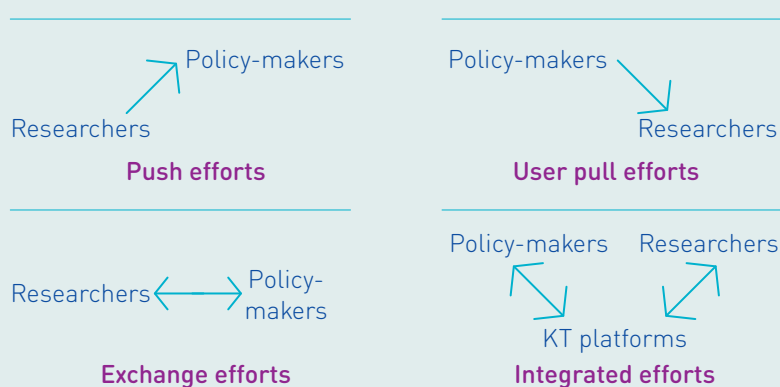 Policy-makers
Researchers
Push efforts
Policy-makers
Researchers
User pull efforts
Researchers
Policy-
makers
Exchange efforts
Policy-makers
Researchers
KT platforms
Integrated efforts